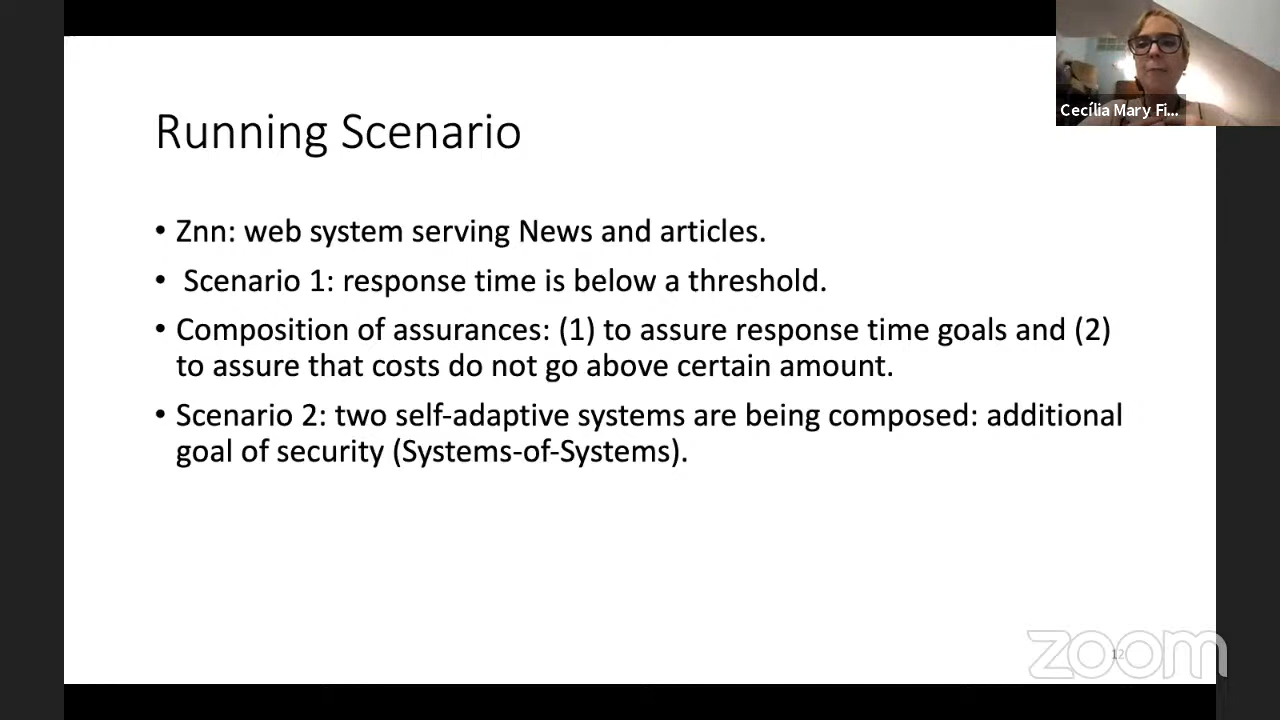 Cecília Mary Fi...
Running Scenario
• Znn: web system serving News and articles.
• Scenario 1: response time is below a threshold.
• Composition of assurances: (1) to assure response time goals and (2)
to assure that costs do not go above certain amount.
• Scenario 2: two self-adaptive systems are being composed: additional
goal of security (Systems-of-Systems).
12
zoom